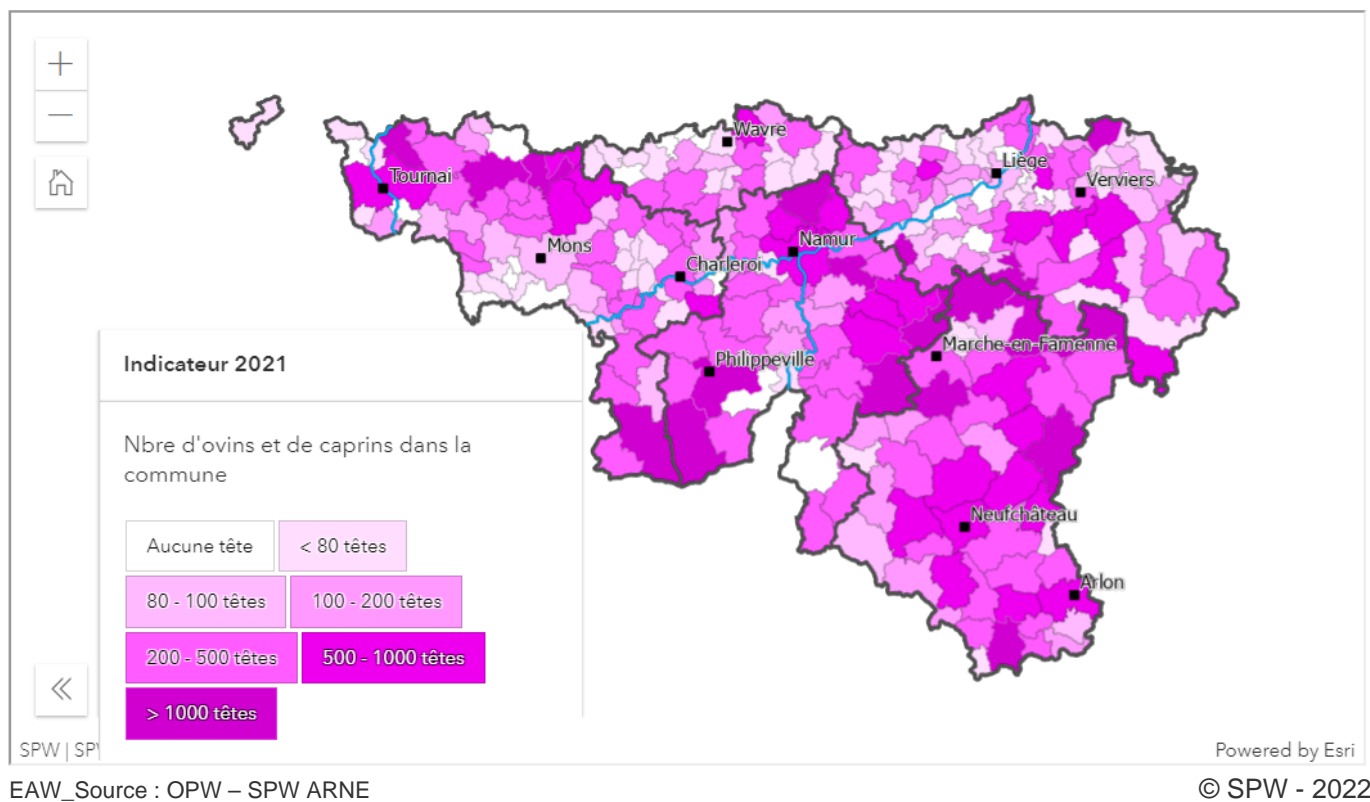 Wavre
Liège
Tournai
Verviers
Mons
Namur
Charleroi
Marche-en-Famenne
Philippeville
Neufchâteau
Arlon
Indicateur 2021
Nbre d'ovins et de caprins dans la
commune
Aucune tête
< 80 têtes
80 - 100 têtes
100 - 200 têtes
200 - 500 têtes
500 - 1000 têtes
> 1000 têtes
SPW | SP
Powered by Esri
EAW_Source : OPW – SPW ARNE
© SPW - 2022